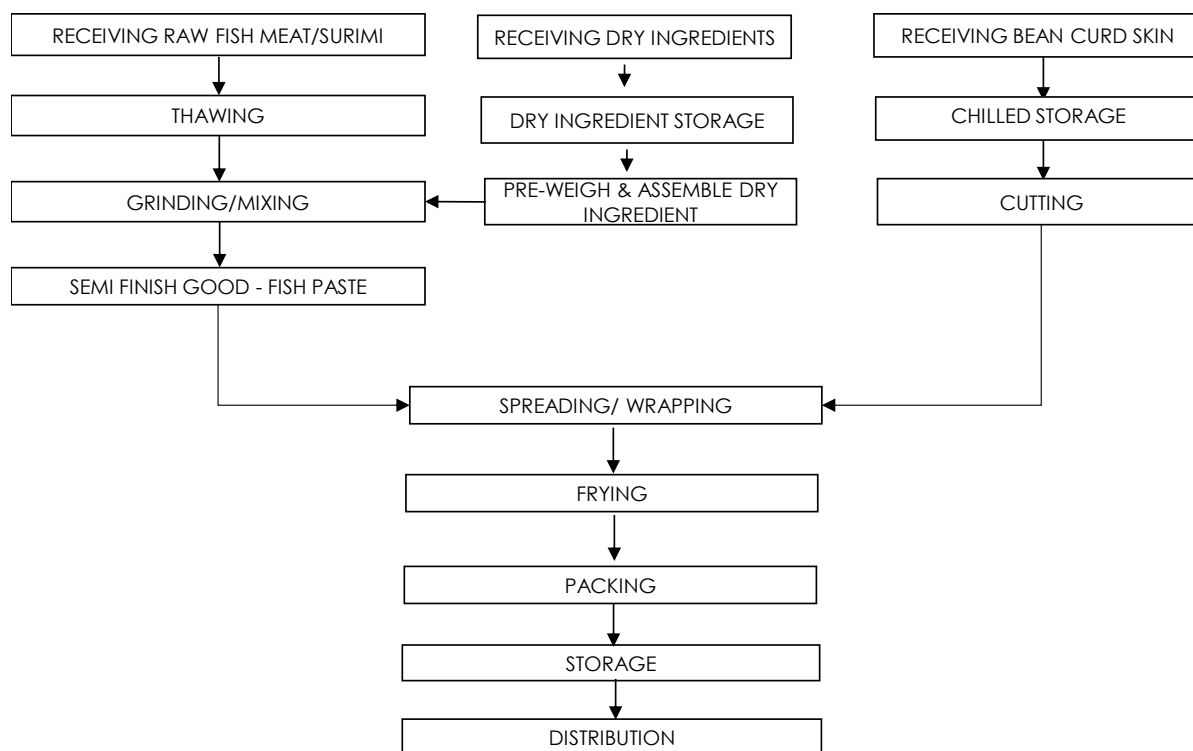 RECEIVING RAW FISH MEAT/SURIMI
RECEIVING DRY INGREDIENTS
RECEIVING BEAN CURD SKIN
THAWING
DRY INGREDIENT STORAGE
CHILLED STORAGE
GRINDING/MIXING
PRE-WEIGH & ASSEMBLE DRY
INGREDIENT
CUTTING
SEMI FINISH GOOD - FISH PASTE
SPREADING/ WRAPPING
FRYING
PACKING
STORAGE
DISTRIBUTION